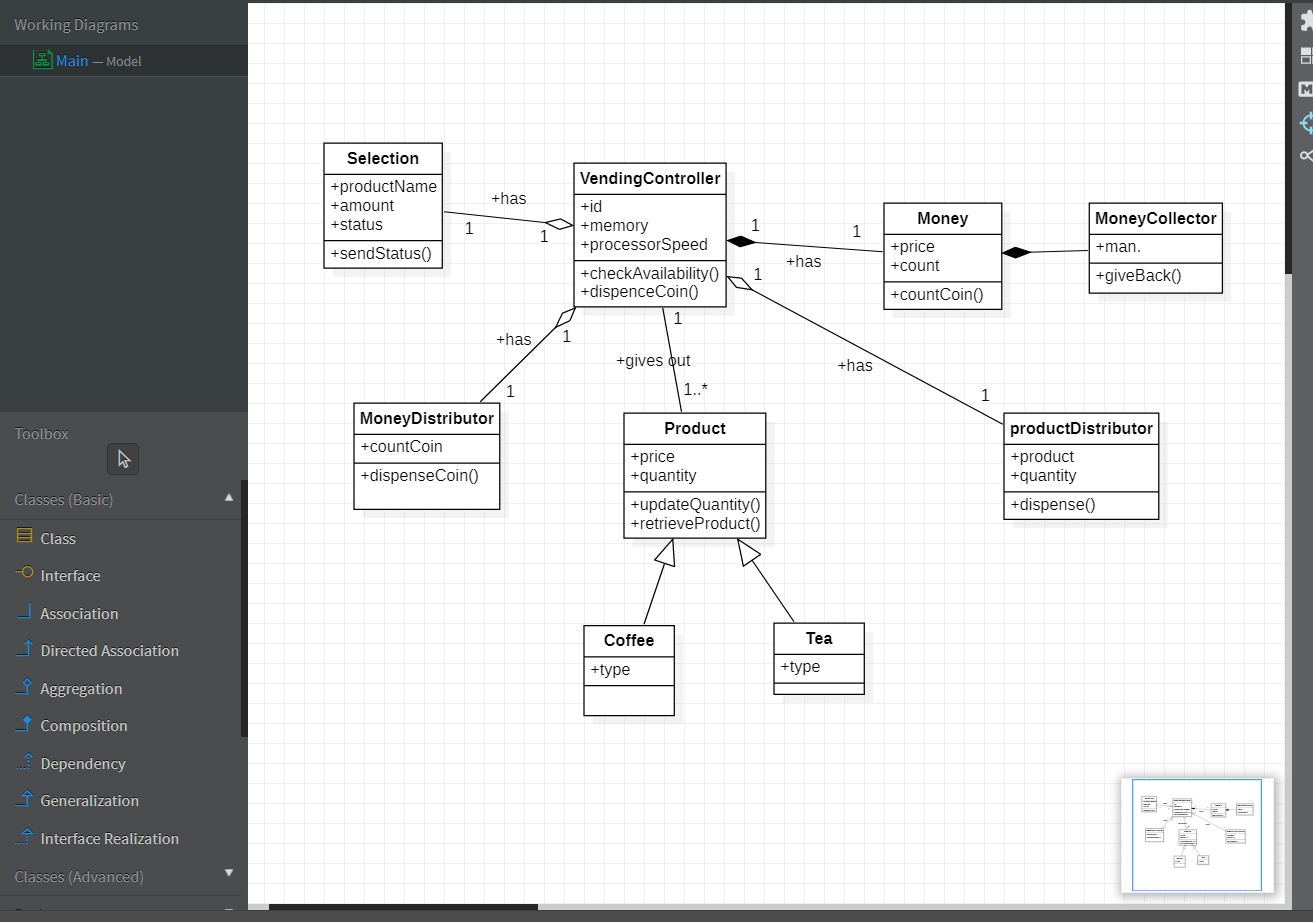 Working Diagrams
Main — Model
Toolbox
Classes (Basic)
Class
Interface
Association
Directed Association
Aggregation
Composition
Dependency
Generalization
Interface Realization
Classes (Advanced)
Selection
+productName
+amount
+status
+sendStatus()
+has
1
1
VendingController
+id
+memory
+processorSpeed
+checkAvailability()
+dispenceCoin()
1
1
+has
Money
+price
+count
+countCoin()
MoneyCollector
+man.
+giveBack()
+has
1
1
MoneyDistributor
+countCoin
+dispenseCoin()
1
+gives out
1..*
Product
+price
+quantity
+updateQuantity()
+retrieveProduct()
1
+has
1
productDistributor
+product
+quantity
+dispense()
Coffee
+type
Tea
+type
M